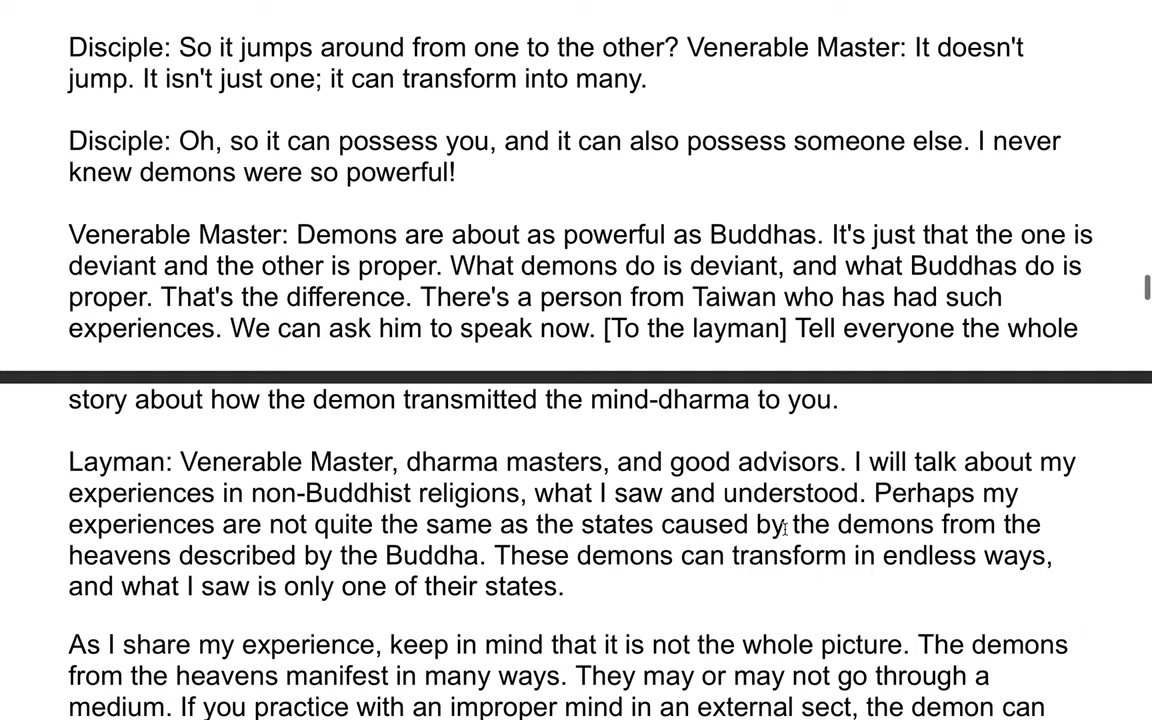 Disciple: So it jumps around from one to the other? Venerable Master: It doesn't
jump. It isn't just one; it can transform into many.
Disciple: Oh, so it can possess you, and it can also possess someone else. I never
knew demons were so powerful!
Venerable Master: Demons are about as powerful as Buddhas. It's just that the one is
deviant and the other is proper. What demons do is deviant, and what Buddhas do is
proper. That's the difference. There's a person from Taiwan who has had such
experiences. We can ask him to speak now. [To the layman] Tell everyone the whole
story about how the demon transmitted the mind-dharma to you.
Layman: Venerable Master, dharma masters, and good advisors. I will talk about my
experiences in non-Buddhist religions, what I saw and understood. Perhaps my
experiences are not quite the same as the states caused by the demons from the
heavens described by the Buddha. These demons can transform in endless ways,
and what I saw is only one of their states.
As I share my experience, keep in mind that it is not the whole picture. The demons
from the heavens manifest in many ways. They may or may not go through a
medium. If you practice with an improper mind in an external sect, the demon can